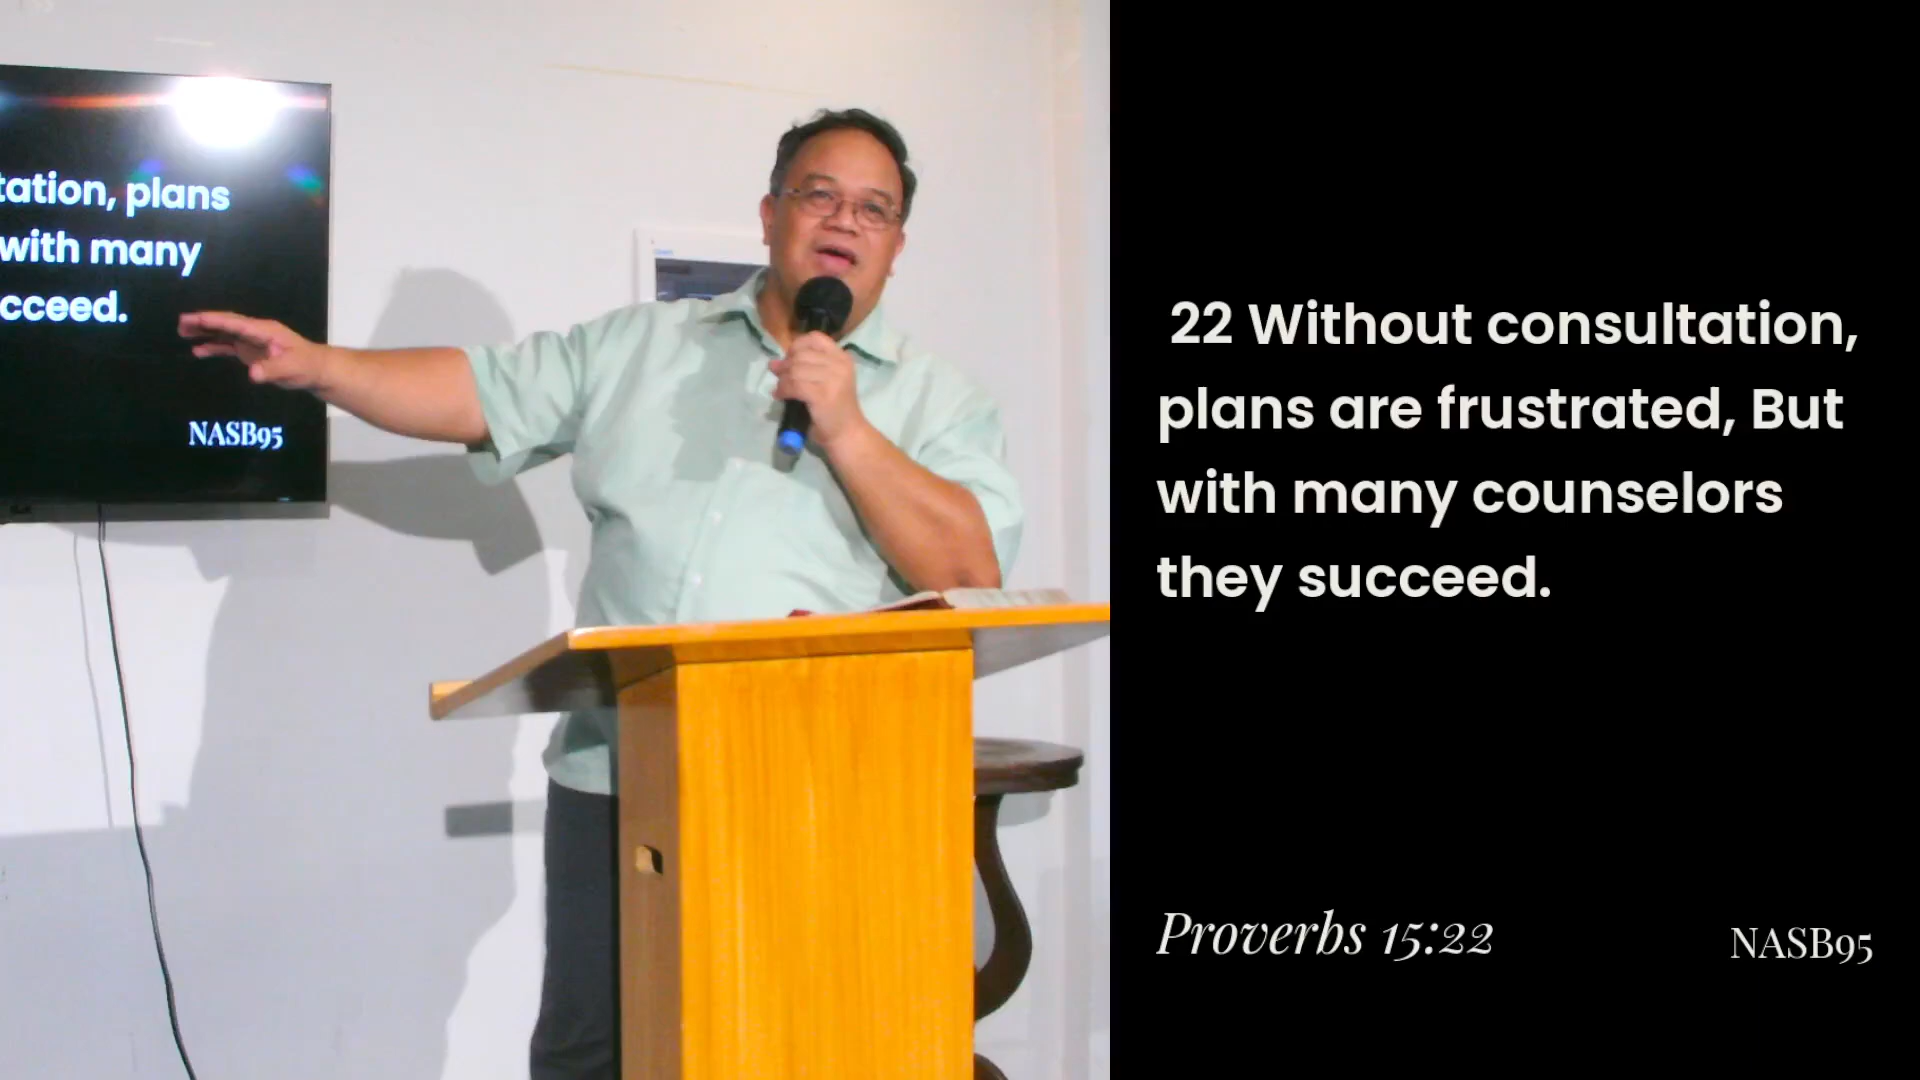 tation, plans
with many
cceed.
NASB95
22 Without consultation,
plans are frustrated, But
with many counselors
they succeed.
Proverbs 15:22
NASB95